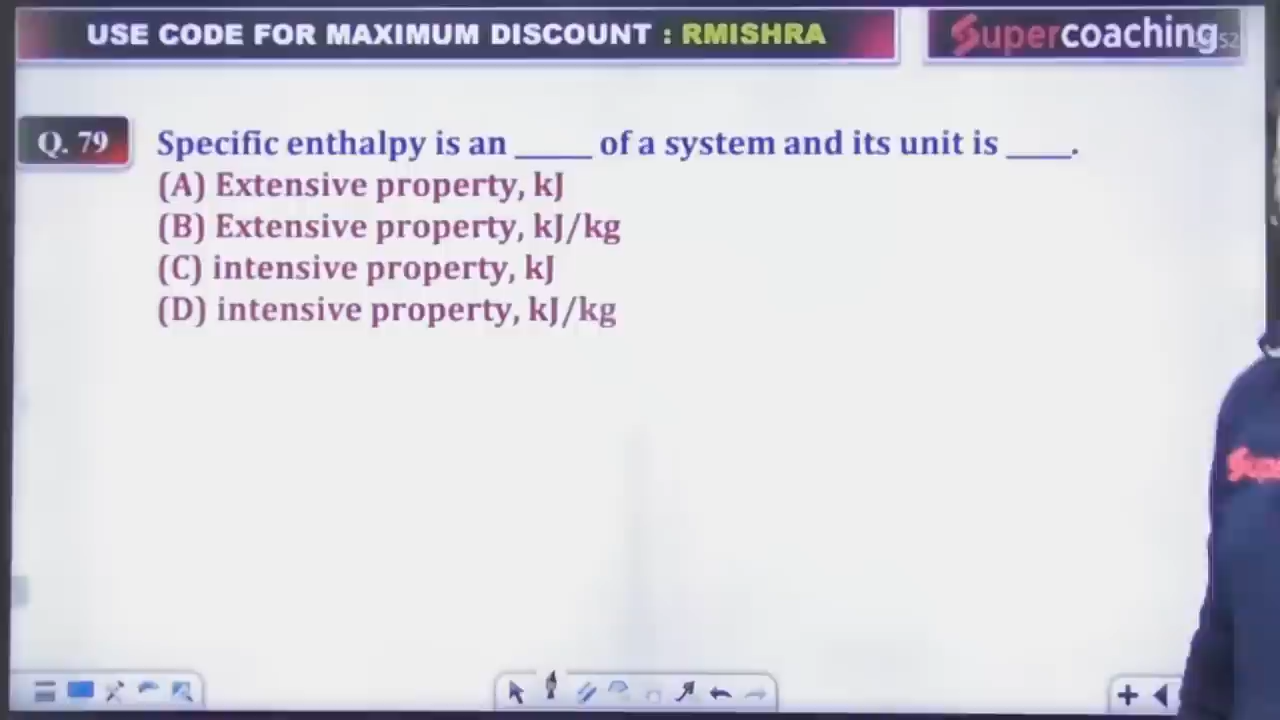 USE CODE FOR MAXIMUM DISCOUNT : RMISHRA
Supercoaching
Q. 79
Specific enthalpy is an _____ of a system and its unit is ____.
(A) Extensive property, kJ
(B) Extensive property, kJ/kg
(C) intensive property, kJ
(D) intensive property, kJ/kg